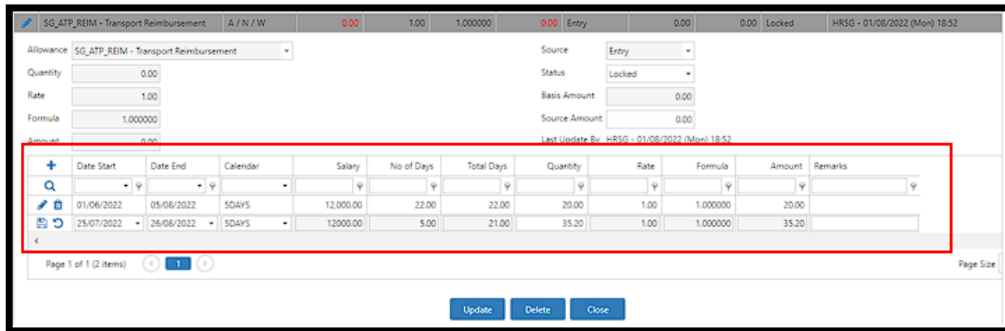 SG_ATP_REIM - Transport Reimbursement A / N / W 0.00 1.00 1.000000 0.00 Entry 0.00 0.00 Locked HRSG - 01/08/2022 (Mon) 18:52
Allowance SG_ATP_REIM - Transport Reimbursement Source Entry
Quantity 0.00 Status Locked
Rate 1.00 Basis Amount 0.00
Formula 1.000000 Source Amount 0.00
Amount 0.00 Last Update By HRSG - 01/08/2022 (Mon) 18:52
Date Start Date End Calendar Salary No of Days Total Days Quantity Rate Formula Amount Remarks
01/06/2022 05/08/2022 5DAYS 12,000.00 22.00 22.00 20.00 1.00 1.000000 20.00
25/07/2022 26/08/2022 5DAYS 12000.00 5.00 21.00 35.20 1.00 1.000000 35.20
Page 1 of 1 (2 items) 1 Page Size
Update Delete Close